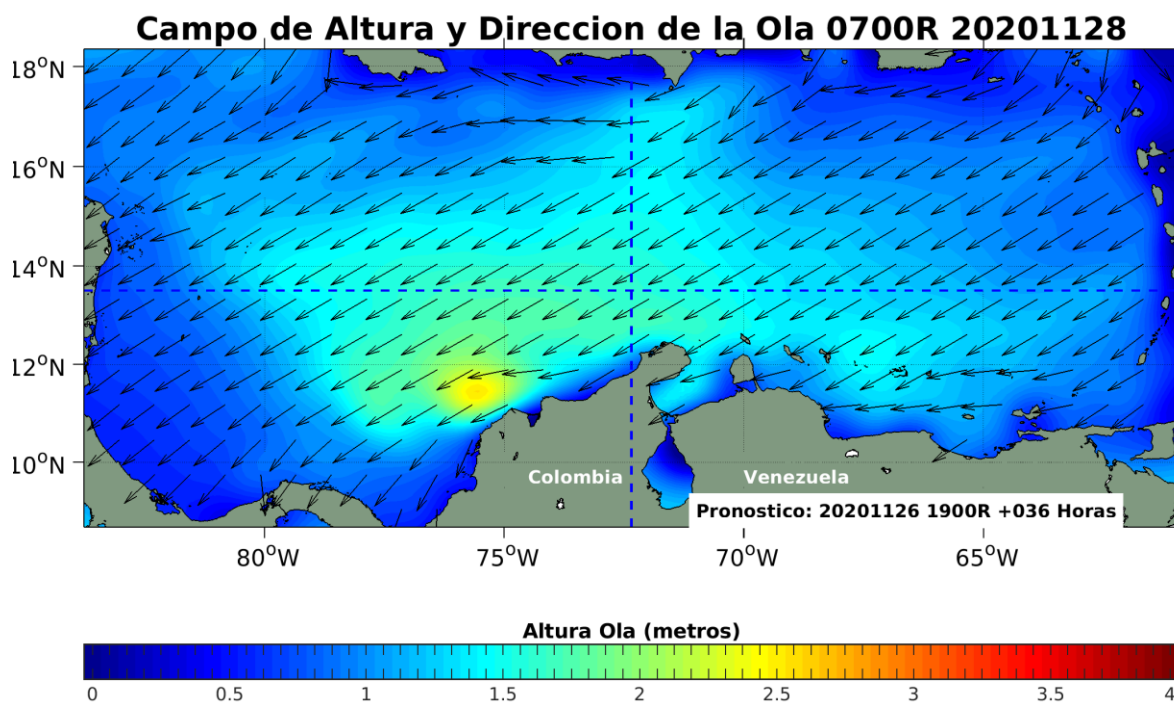 Campo de Altura y Direccion de la Ola 0700R 20201128
18°N
16°N
14°N
12°N
10°N
Colombia
Venezuela
Pronostico: 20201126 1900R +036 Horas
80°W 75°W 70°W 65°W
Altura Ola (metros)
0 0.5 1 1.5 2 2.5 3 3.5 4